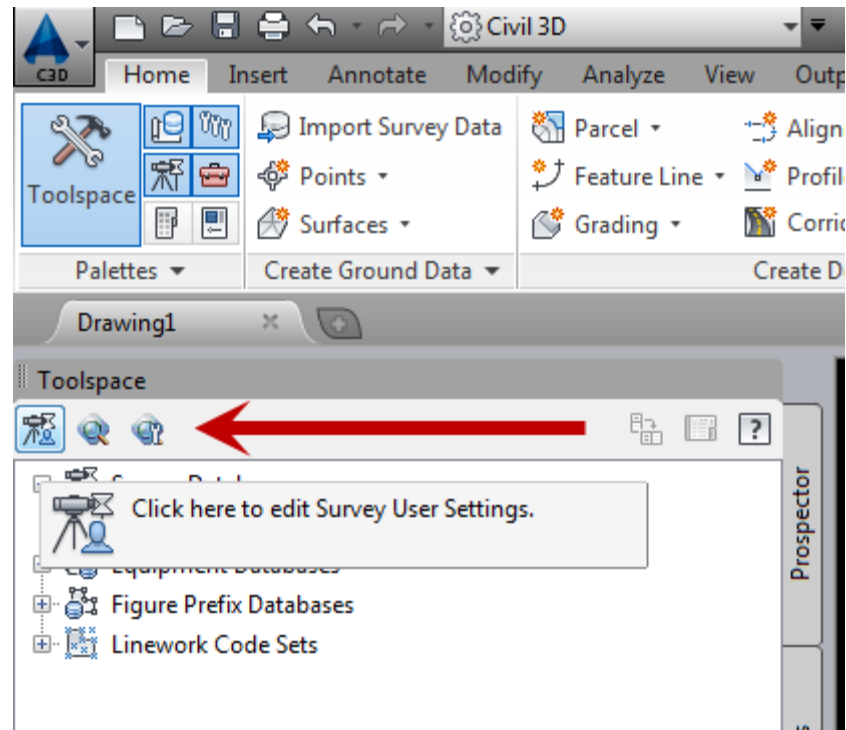 Civil 3D
C3D Home Insert Annotate Modify Analyze View
Import Survey Data Parcel
Toolspace Points Feature Line
Surfaces Grading
Palettes Create Ground Data
Drawing1
Toolspace
?
Click here to edit Survey User Settings.
Equipment Databases
Figure Prefix Databases
Linework Code Sets
Prospector